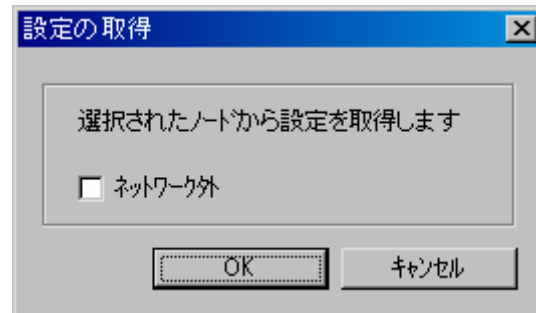 設定の取得
選択されたノードから設定を取得します
ネットワーク外
OK
キャンセル